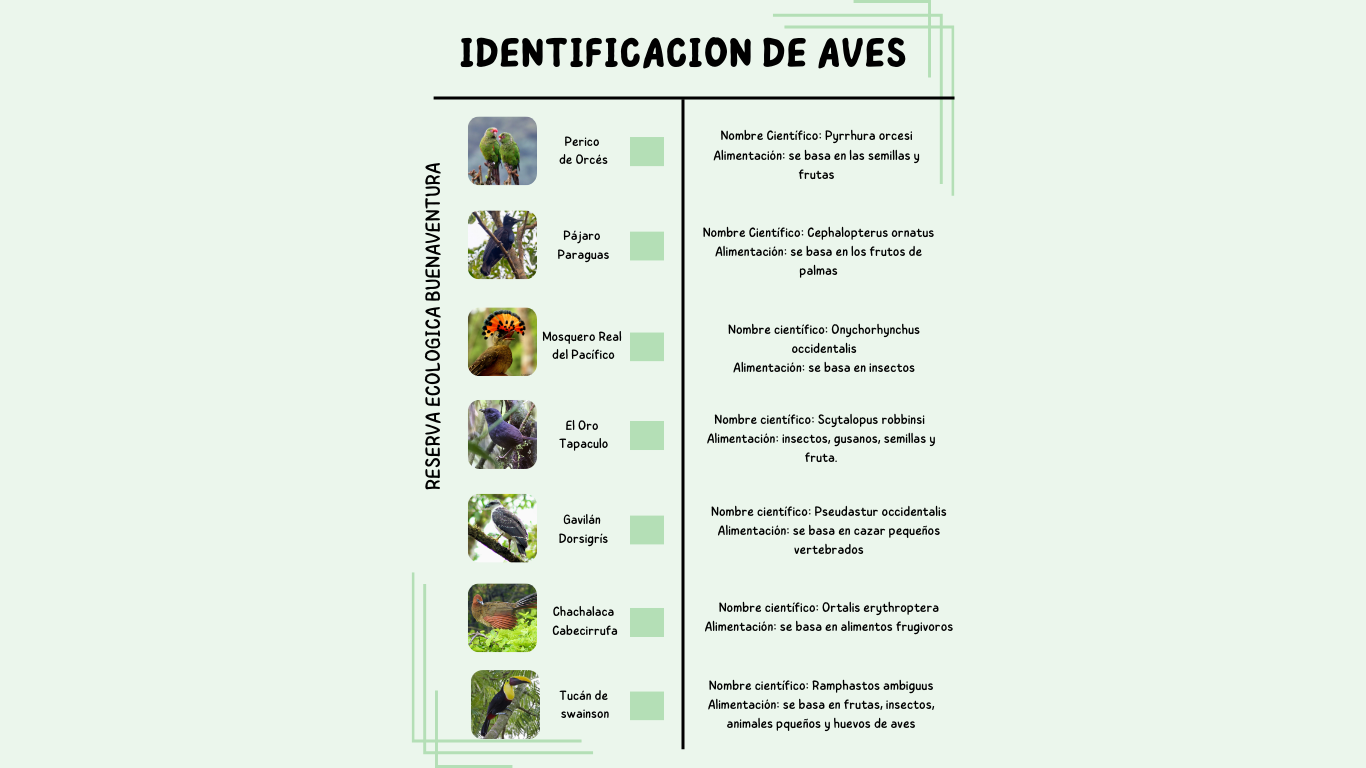 IDENTIFICACION DE AVES
RESERVA ECOLOGICA BUENAVENTURA
Perico
de Orcés
Nombre Científico: Pyrrhura orcesi
Alimentación: se basa en las semillas y
frutas
Pájaro
Paraguas
Nombre Científico: Cephalopterus ornatus
Alimentación: se basa en los frutos de
palmas
Mosquero Real
del Pacífico
Nombre científico: Onychorhynchus
occidentalis
Alimentación: se basa en insectos
El Oro
Tapaculo
Nombre científico: Scytalopus robbinsi
Alimentación: insectos, gusanos, semillas y
fruta.
Gavilán
Dorsigrís
Nombre científico: Pseudastur occidentalis
Alimentación: se basa en cazar pequeños
vertebrados
Chachalaca
Cabecirrufa
Nombre científico: Ortalis erythroptera
Alimentación: se basa en alimentos frugivoros
Tucán de
swainson
Nombre científico: Ramphastos ambiguus
Alimentación: se basa en frutas, insectos,
animales pqueños y huevos de aves